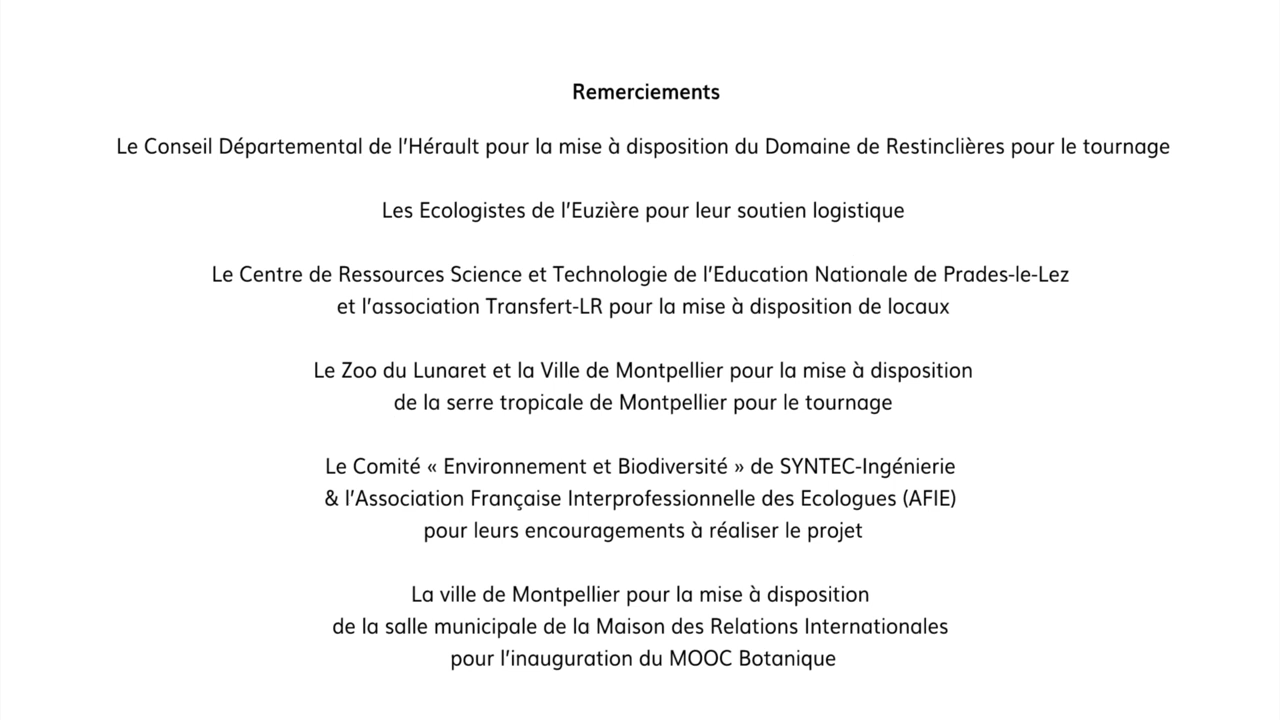 Remerciements
Le Conseil Départemental de l'Hérault pour la mise à disposition du Domaine de Restinclières pour le tournage
Les Ecologistes de l'Euzière pour leur soutien logistique
Le Centre de Ressources Science et Technologie de l'Education Nationale de Prades-le-Lez
et l'association Transfert-LR pour la mise à disposition de locaux
Le Zoo du Lunaret et la Ville de Montpellier pour la mise à disposition
de la serre tropicale de Montpellier pour le tournage
Le Comité « Environnement et Biodiversité » de SYNTEC-Ingénierie
& l'Association Française Interprofessionnelle des Ecologues (AFIE)
pour leurs encouragements à réaliser le projet
La ville de Montpellier pour la mise à disposition
de la salle municipale de la Maison des Relations Internationales
pour l'inauguration du MOOC Botanique